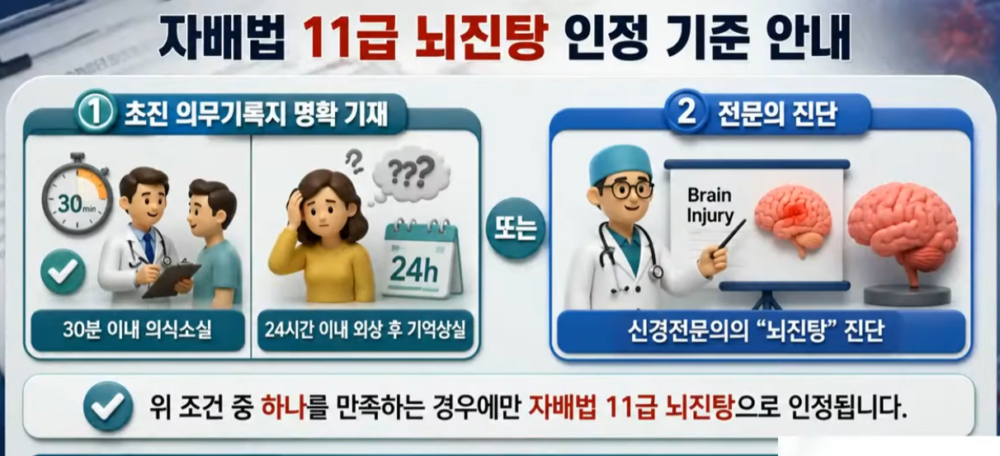 자배법 11급 뇌진탕 인정 기준 안내
1 초진 의무기록지 명확 기재
30 min
???
24h
30분 이내 의식소실
24시간 이내 외상 후 기억상실
또는
2 전문의 진단
Brain
Injury
신경전문의의 “뇌진탕” 진단
위 조건 중 하나를 만족하는 경우에만 자배법 11급 뇌진탕으로 인정됩니다.